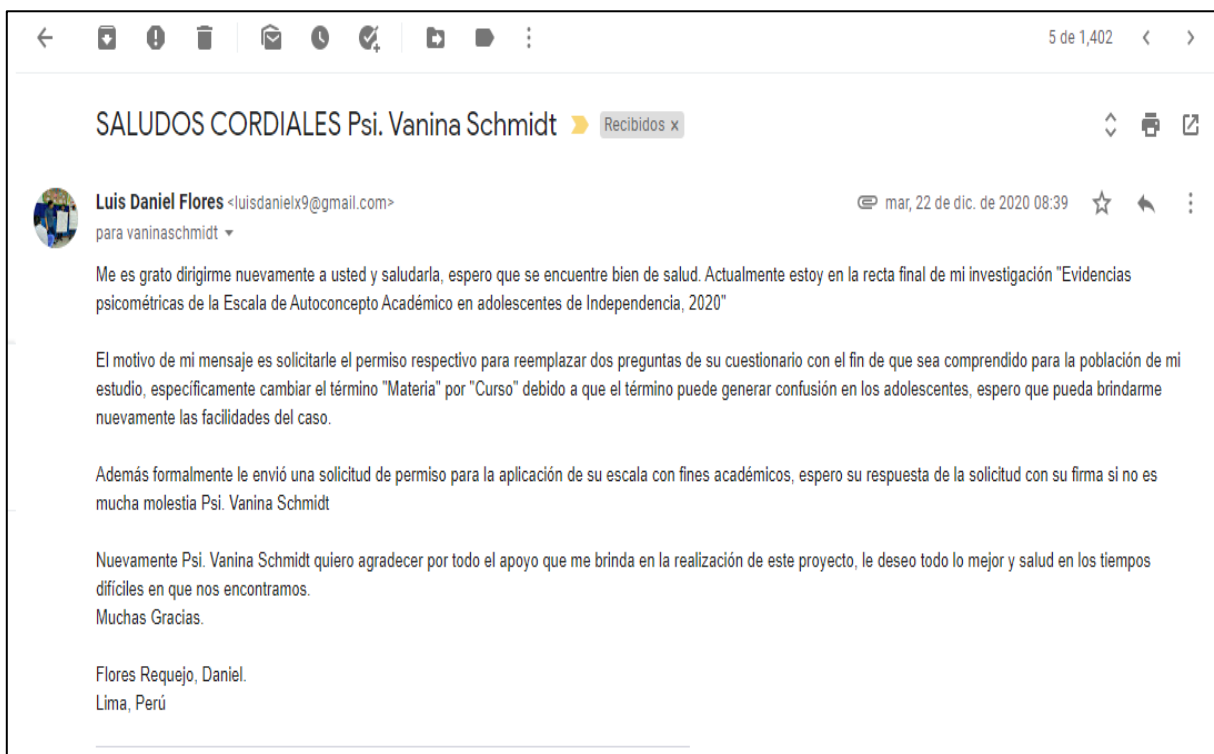 5 de 1,402
SALUDOS CORDIALES Psi. Vanina Schmidt
Recibidos x
Luis Daniel Flores <luisdanielx9@gmail.com>
mar, 22 de dic. de 2020 08:39
para vaninaschmidt
Me es grato dirigirme nuevamente a usted y saludarla, espero que se encuentre bien de salud. Actualmente estoy en la recta final de mi investigación "Evidencias
psicométricas de la Escala de Autoconcepto Académico en adolescentes de Independencia, 2020"
El motivo de mi mensaje es solicitarle el permiso respectivo para reemplazar dos preguntas de su cuestionario con el fin de que sea comprendido para la población de mi
estudio, específicamente cambiar el término "Materia" por "Curso" debido a que el término puede generar confusión en los adolescentes, espero que pueda brindarme
nuevamente las facilidades del caso.
Además formalmente le envió una solicitud de permiso para la aplicación de su escala con fines académicos, espero su respuesta de la solicitud con su firma si no es
mucha molestia Psi. Vanina Schmidt
Nuevamente Psi. Vanina Schmidt quiero agradecer por todo el apoyo que me brinda en la realización de este proyecto, le deseo todo lo mejor y salud en los tiempos
difíciles en que nos encontramos.
Muchas Gracias.
Flores Requejo, Daniel.
Lima, Perú